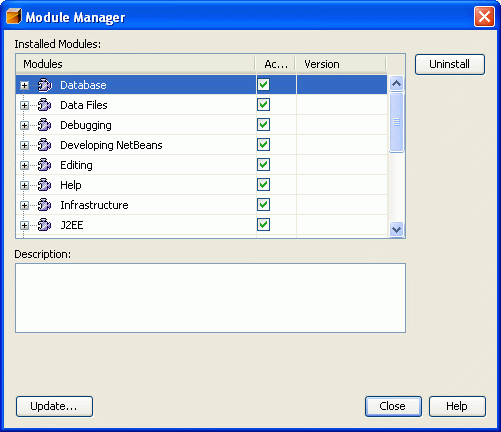 Module Manager
Installed Modules:
Modules Ac... Version
Uninstall
Database
Data Files
Debugging
Developing NetBeans
Editing
Help
Infrastructure
J2EE
Description:
Update... Close Help